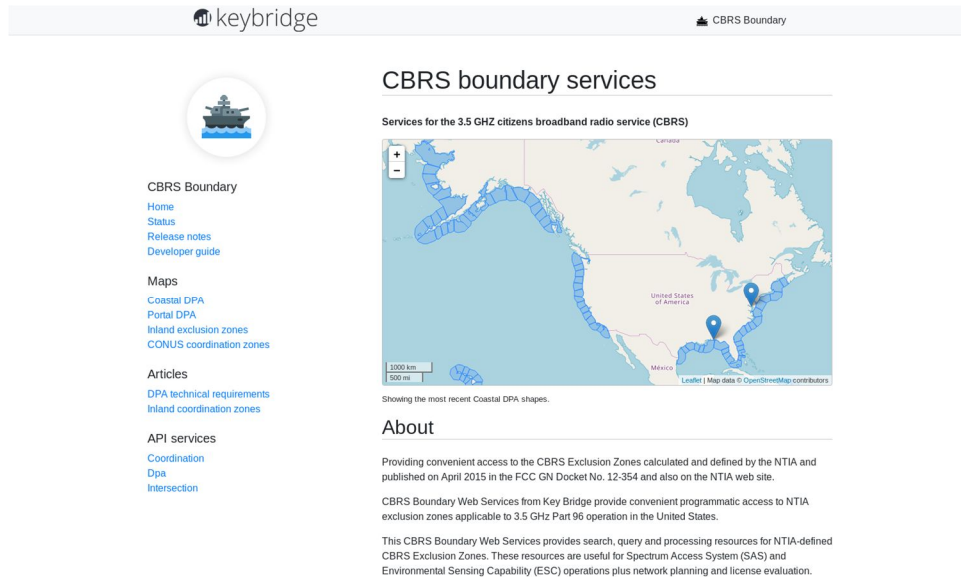 keybridge
CBRS Boundary
CBRS Boundary
Home
Status
Release notes
Developer guide
Maps
Coastal DPA
Portal DPA
Inland exclusion zones
CONUS coordination zones
Articles
DPA technical requirements
Inland coordination zones
API services
Coordination
Dpa
Intersection
CBRS boundary services
Services for the 3.5 GHZ citizens broadband radio service (CBRS)
+
−
Canada
United States
of America
México
1000 km
500 mi
Leaflet | Map data © OpenStreetMap contributors
Showing the most recent Coastal DPA shapes.
About
Providing convenient access to the CBRS Exclusion Zones calculated and defined by the NTIA and
published on April 2015 in the FCC GN Docket No. 12-354 and also on the NTIA web site.
CBRS Boundary Web Services from Key Bridge provide convenient programmatic access to NTIA
exclusion zones applicable to 3.5 GHz Part 96 operation in the United States.
This CBRS Boundary Web Services provides search, query and processing resources for NTIA-defined
CBRS Exclusion Zones. These resources are useful for Spectrum Access System (SAS) and
Environmental Sensing Capability (ESC) operations plus network planning and license evaluation.